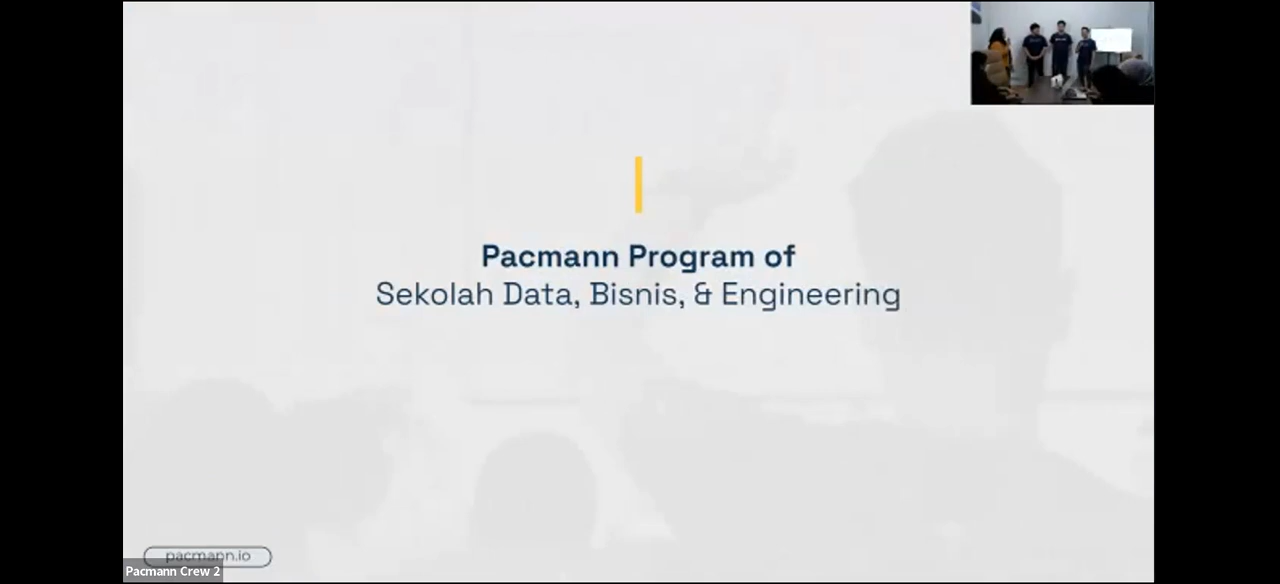 Pacmann Program of
Sekolah Data, Bisnis, & Engineering
pacmann.io
Pacmann Crew 2